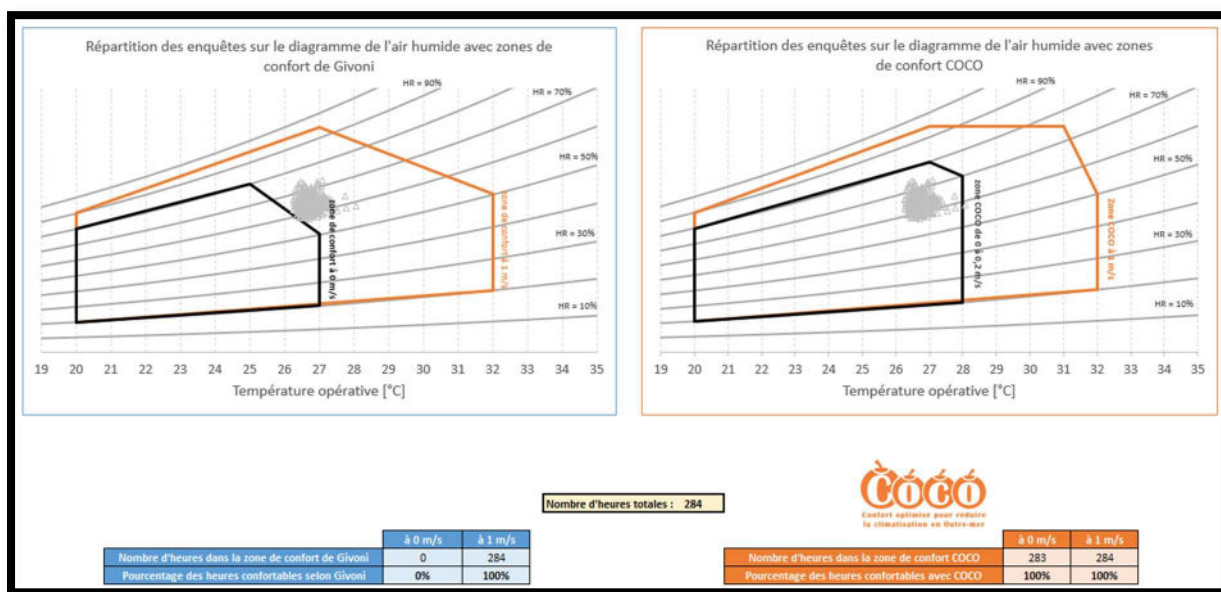 Répartition des enquêtes sur le diagramme de l'air humide avec zones de
confort de Givoni
HR = 90%
HR = 70%
HR = 50%
HR = 30%
HR = 10%
zone de confort à 0 m/s
zone de confort à 1 m/s
19 20 21 22 23 24 25 26 27 28 29 30 31 32 33 34 35
Température opérative [°C]
Répartition des enquêtes sur le diagramme de l'air humide avec zones
de confort COCO
HR = 90%
HR = 70%
HR = 50%
HR = 30%
HR = 10%
zone COCO de 0 à 0,2 m/s
Zone COCO à 1 m/s
19 20 21 22 23 24 25 26 27 28 29 30 31 32 33 34 35
Température opérative [°C]
Nombre d'heures totales : 284
COCO
Confort optimisé pour réduire
la climatisation en Outre-mer
à 0 m/s à 1 m/s
Nombre d'heures dans la zone de confort de Givoni 0 284
Pourcentage des heures confortables selon Givoni 0% 100%
à 0 m/s à 1 m/s
Nombre d'heures dans la zone de confort COCO 283 284
Pourcentage des heures confortables avec COCO 100% 100%